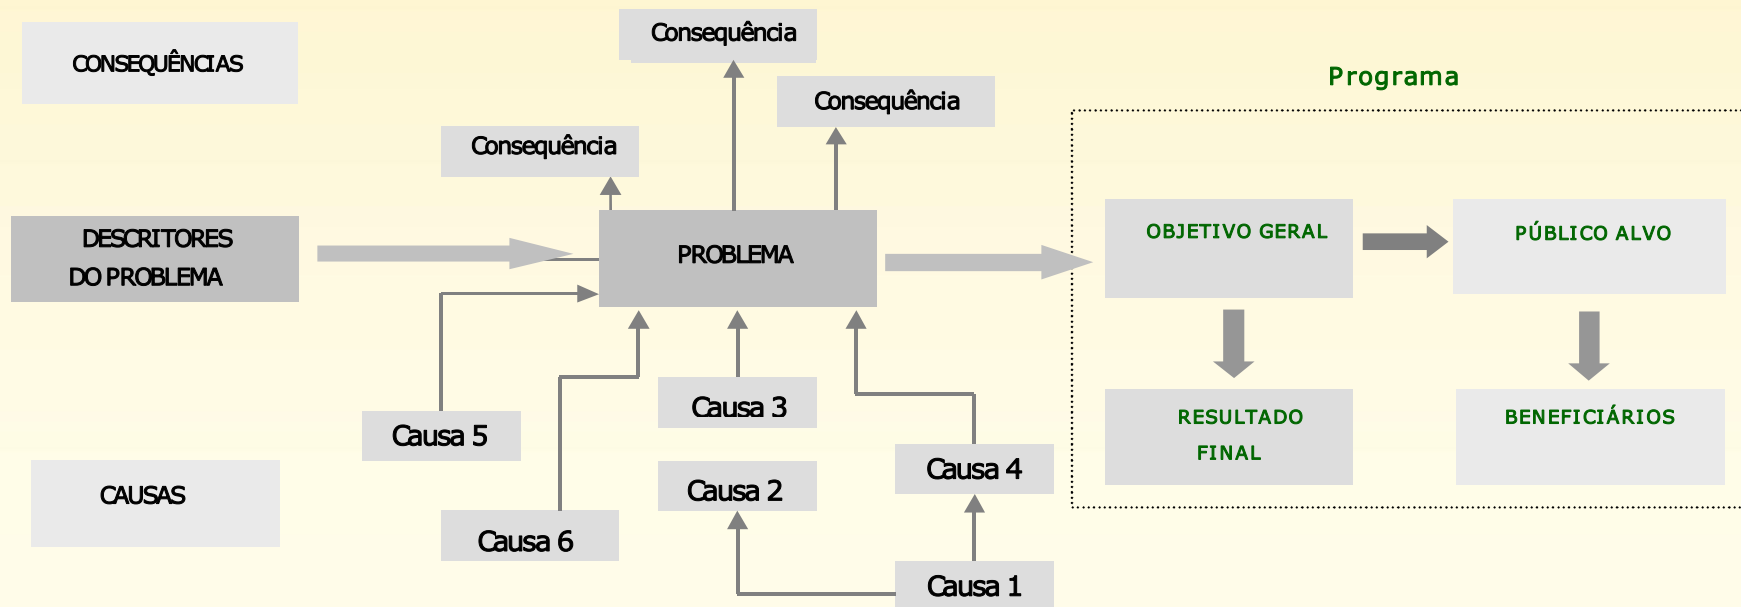 CONSEQUÊNCIAS
Consequência
Consequência
Consequência
Programa
DESCRITORES
DO PROBLEMA
PROBLEMA
OBJETIVO GERAL
PÚBLICO ALVO
RESULTADO
FINAL
BENEFICIÁRIOS
Causa 3
Causa 5
Causa 4
Causa 2
CAUSAS
Causa 6
Causa 1